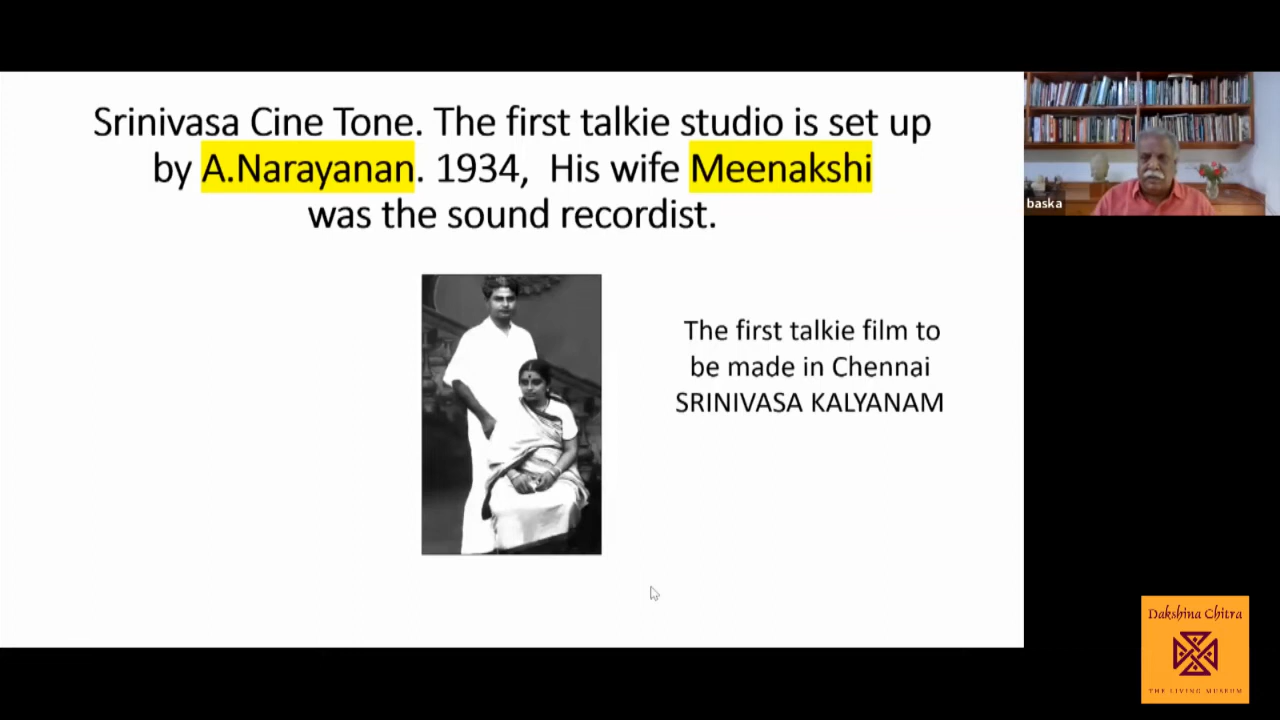 Srinivasa Cine Tone. The first talkie studio is set up
by A.Narayanan. 1934, His wife Meenakshi
was the sound recordist.
The first talkie film to
be made in Chennai
SRINIVASA KALYANAM
baska
Dakshina Chitra
THE LIVING MUSEUM